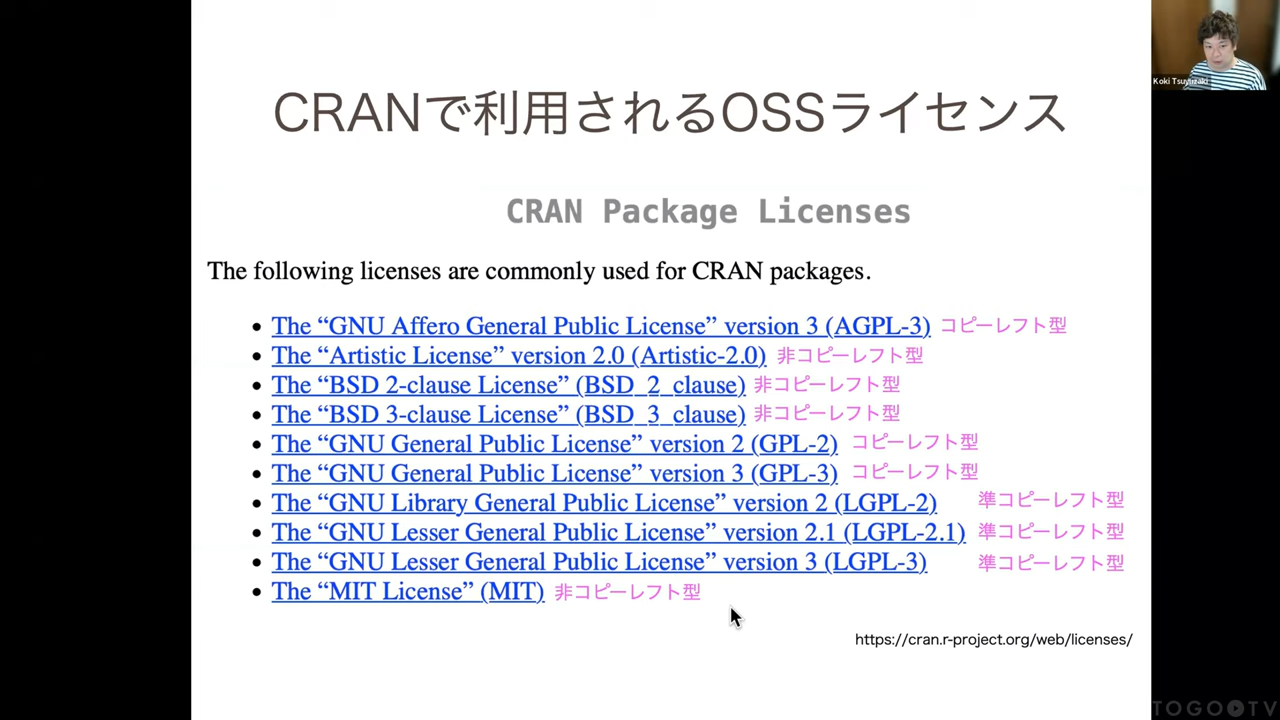 CRANで利用されるOSSライセンス
Koki Tsuyuzaki
CRAN Package Licenses
The following licenses are commonly used for CRAN packages.
• The “GNU Affero General Public License” version 3 (AGPL-3) コピーレフト型
• The “Artistic License” version 2.0 (Artistic-2.0) 非コピーレフト型
• The “BSD 2-clause License” (BSD_2_clause) 非コピーレフト型
• The “BSD 3-clause License” (BSD_3_clause) 非コピーレフト型
• The “GNU General Public License” version 2 (GPL-2) コピーレフト型
• The “GNU General Public License” version 3 (GPL-3) コピーレフト型
• The “GNU Library General Public License” version 2 (LGPL-2) 準コピーレフト型
• The “GNU Lesser General Public License” version 2.1 (LGPL-2.1) 準コピーレフト型
• The “GNU Lesser General Public License” version 3 (LGPL-3) 準コピーレフト型
• The “MIT License” (MIT) 非コピーレフト型
https://cran.r-project.org/web/licenses/
TOGOTV